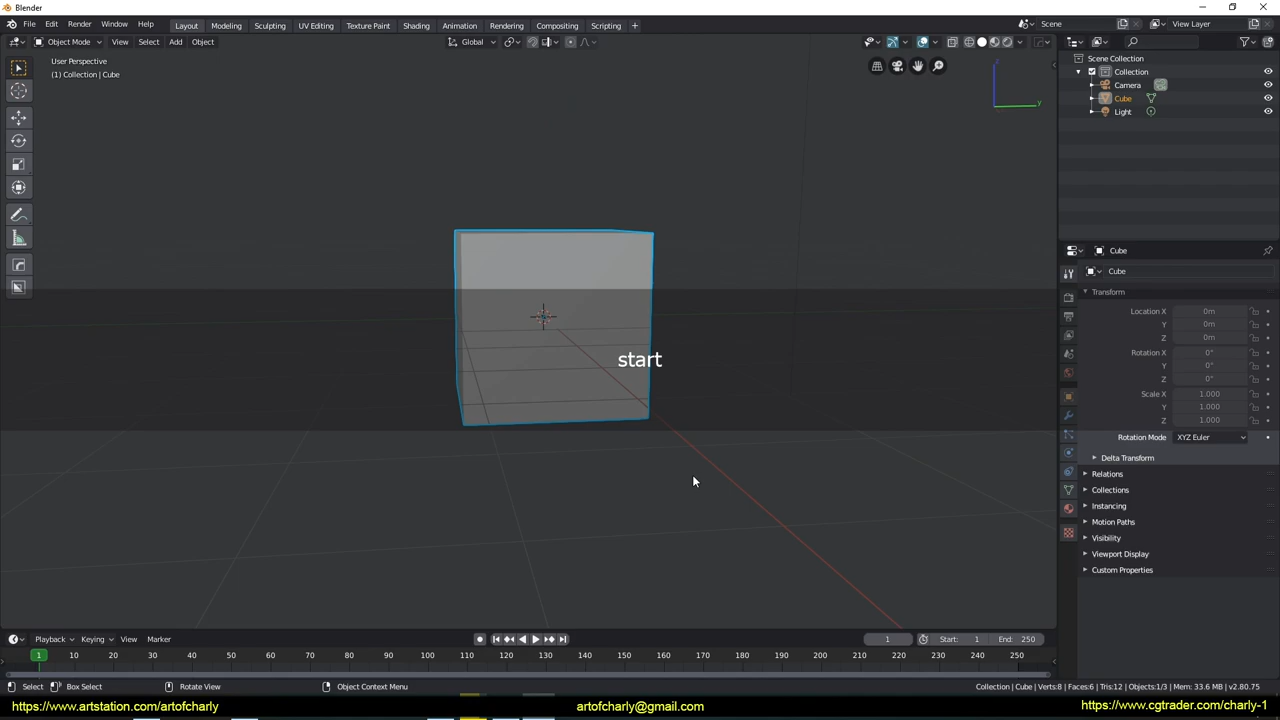 Blender
File Edit Render Window Help Layout Modeling Sculpting UV Editing Texture Paint Shading Animation Rendering Compositing Scripting + Scene View Layer
Object Mode View Select Add Object Global
User Perspective
(1) Collection | Cube
Z
Y
Scene Collection
Collection
Camera
Cube
Light
start
Cube
Cube
Transform
Location X 0m
Y 0m
Z 0m
Rotation X 0°
Y 0°
Z 0°
Scale X 1.000
Y 1.000
Z 1.000
Rotation Mode XYZ Euler
Delta Transform
Relations
Collections
Instancing
Motion Paths
Visibility
Viewport Display
Custom Properties
Playback Keying View Marker 1 Start: 1 End: 250
1 10 20 30 40 50 60 70 80 90 100 110 120 130 140 150 160 170 180 190 200 210 220 230 240 250
Select Box Select Rotate View Object Context Menu Collection | Cube | Verts:8 | Faces:6 | Tris:12 | Objects:1/3 | Mem: 33.6 MB | v2.80.75
https://www.artstation.com/artofcharly artofcharly@gmail.com https://www.cgtrader.com/charly-1